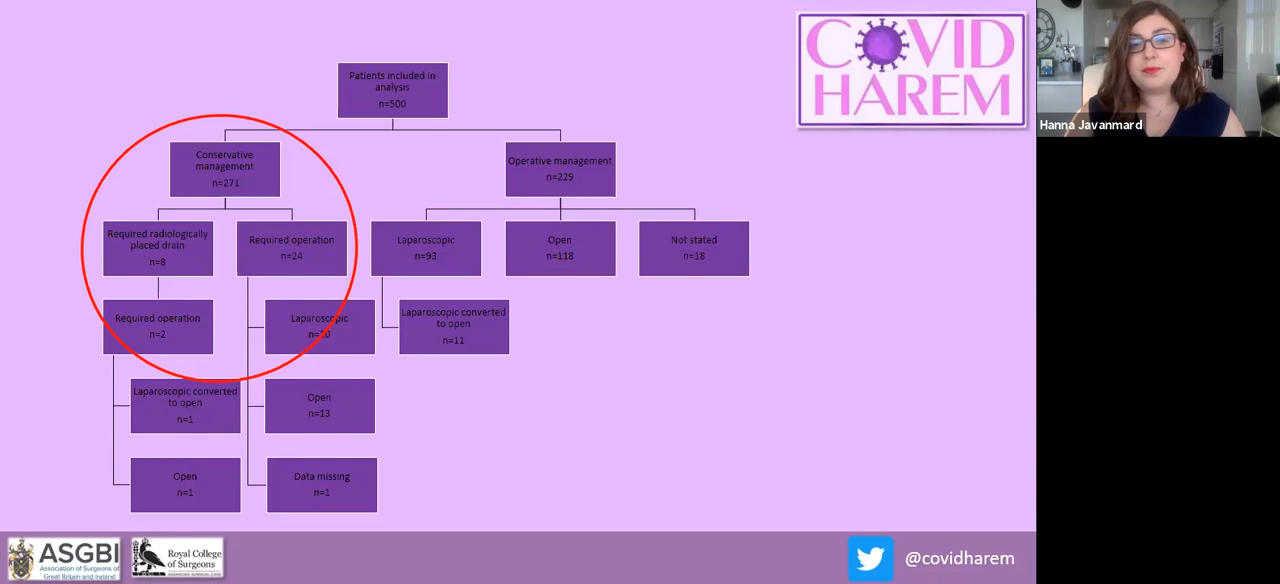 COVID
HAREM
Hanna Javanmard
Patients included in
analysis
n=500
Conservative
management
n=271
Operative management
n=229
Required radiologically
placed drain
n=8
Required operation
n=24
Laparoscopic
n=93
Open
n=118
Not stated
n=18
Required operation
n=2
Laparoscopic
n=10
Laparoscopic converted
to open
n=11
Laparoscopic converted
to open
n=1
Open
n=13
Open
n=1
Data missing
n=1
ASGBI
Association of Surgeons of
Great Britain and Ireland
Royal College
of Surgeons
@covidharem